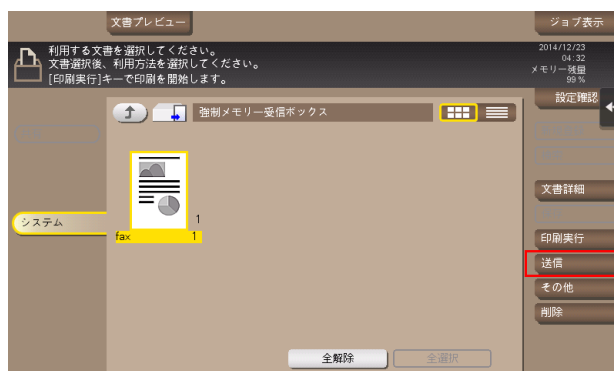 文書プレビュー
ジョブ表示
利用する文書を選択してください。
文書選択後、利用方法を選択してください。
[印刷実行]キーで印刷を開始します。
2014/12/23
04:32
メモリー残量
99 %
設定確認
強制メモリー受信ボックス
文書詳細
システム
1
fax 1
印刷実行
送信
その他
削除
全解除
全選択